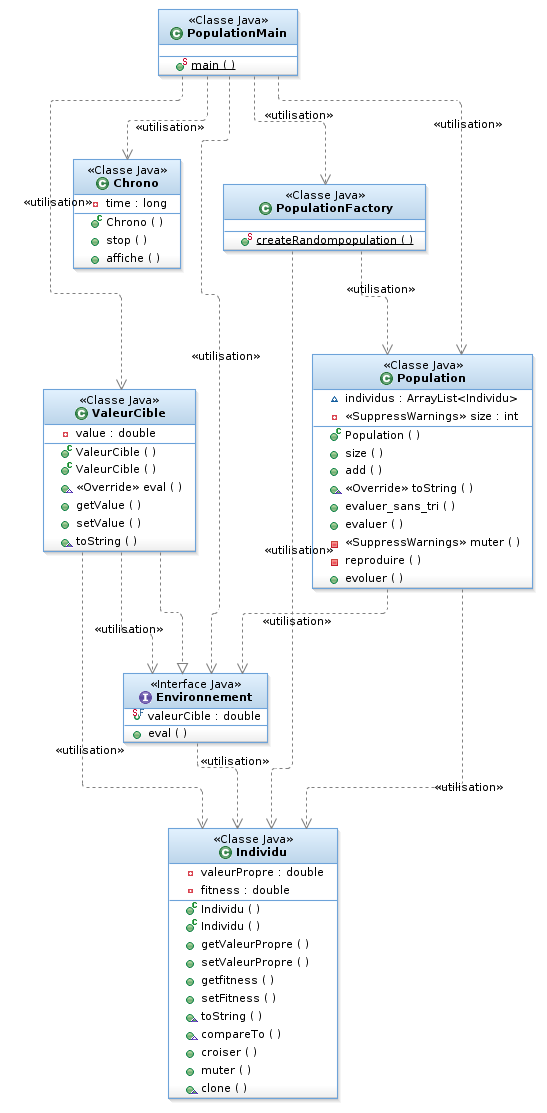 «Classe Java»
PopulationMain
main ( )
«utilisation»
«utilisation»
«utilisation»
«Classe Java»
Chrono
time : long
Chrono ( )
stop ( )
affiche ( )
«utilisation»
«Classe Java»
PopulationFactory
createRandompopulation ( )
«utilisation»
«utilisation»
«Classe Java»
Population
individus : ArrayList<Individu>
«SuppressWarnings» size : int
Population ( )
size ( )
add ( )
«Override» toString ( )
evaluer_sans_tri ( )
evaluer ( )
«SuppressWarnings» muter ( )
reproduire ( )
evoluer ( )
«Classe Java»
ValeurCible
value : double
ValeurCible ( )
ValeurCible ( )
«Override» eval ( )
getValue ( )
setValue ( )
toString ( )
«utilisation»
«utilisation»
«utilisation»
«Interface Java»
Environnement
valeurCible : double
eval ( )
«utilisation»
«utilisation»
«utilisation»
«Classe Java»
Individu
valeurPropre : double
fitness : double
Individu ( )
Individu ( )
getValeurPropre ( )
setValeurPropre ( )
getfitness ( )
setFitness ( )
toString ( )
compareTo ( )
croiser ( )
muter ( )
clone ( )